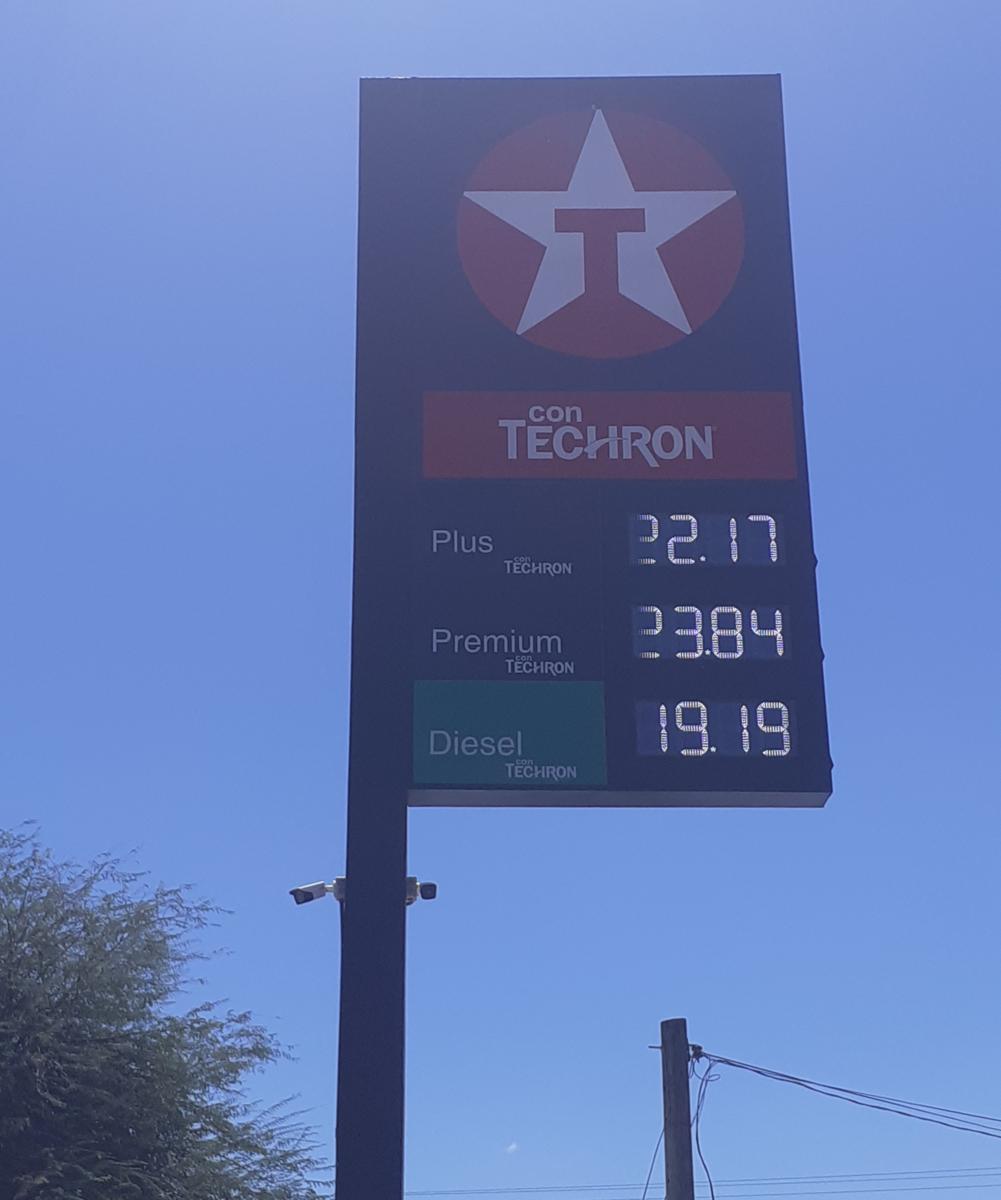 T
con
TECHRON
Plus 22.17
con
TECHRON
Premium 23.84
con
TECHRON
Diesel 19.19
con
TECHRON